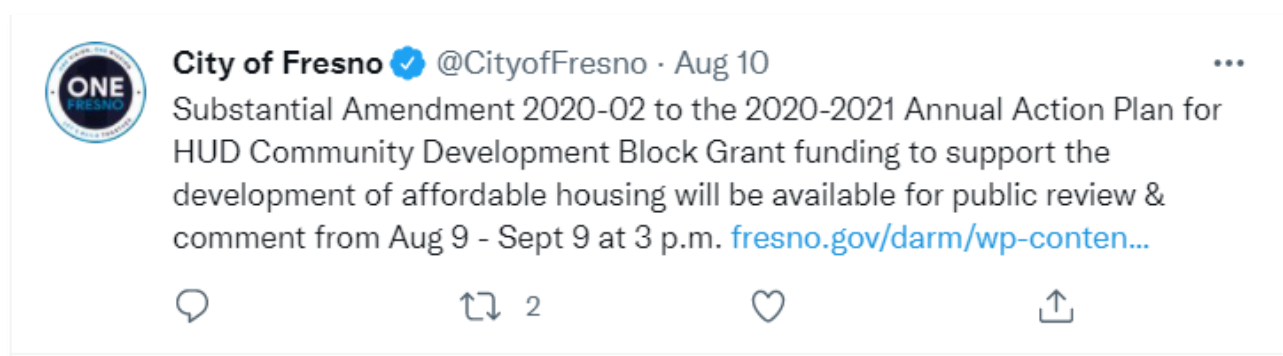 City of Fresno @CityofFresno · Aug 10
ONE
FRESNO
Substantial Amendment 2020-02 to the 2020-2021 Annual Action Plan for
HUD Community Development Block Grant funding to support the
development of affordable housing will be available for public review &
comment from Aug 9 - Sept 9 at 3 p.m. fresno.gov/darm/wp-conten...
2